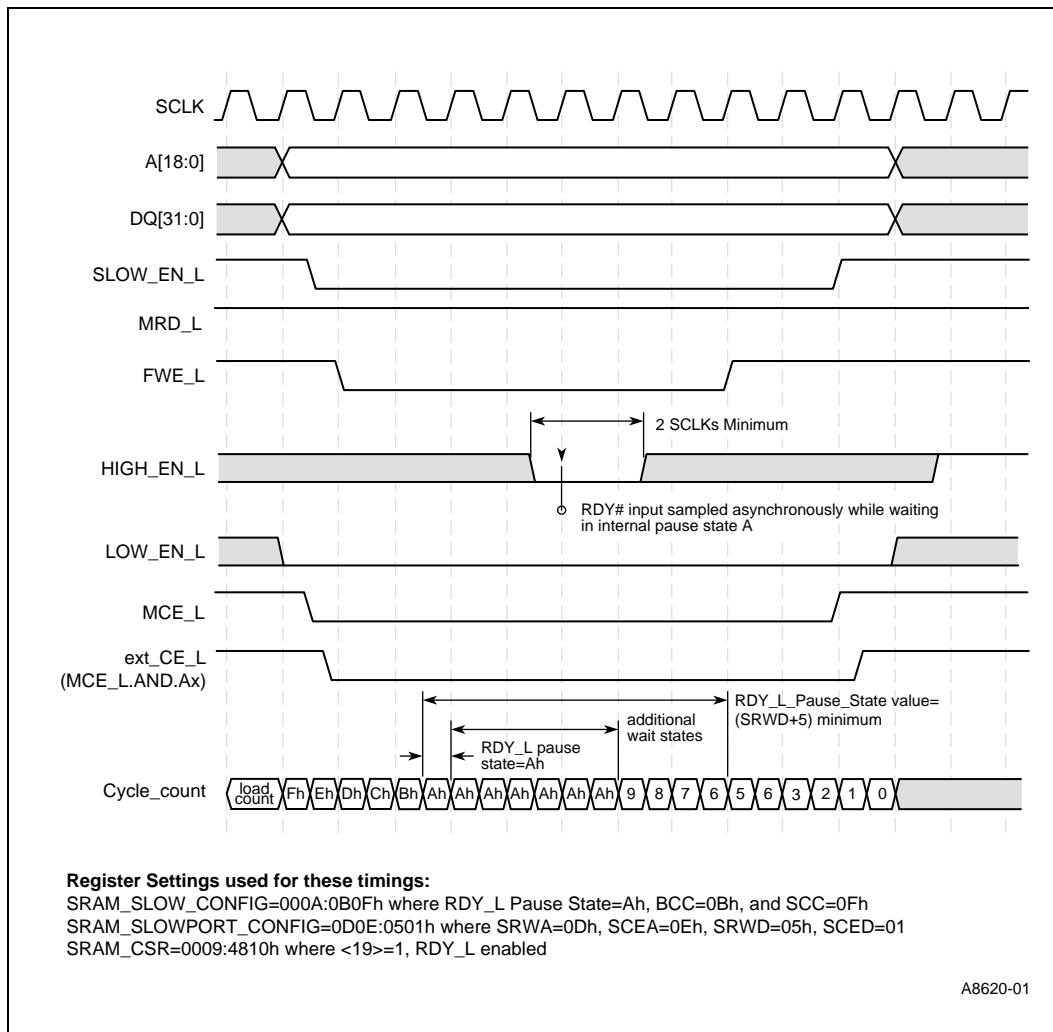 SCLK
A[18:0]
DQ[31:0]
SLOW_EN_L
MRD_L
FWE_L
2 SCLKs Minimum
HIGH_EN_L
RDY# input sampled asynchronously while waiting
in internal pause state A
LOW_EN_L
MCE_L
ext_CE_L
(MCE_L.AND.Ax)
RDY_L_Pause_State value=
(SRWD+5) minimum
additional
wait states
RDY_L pause
state=Ah
Cycle_count
load
count
Fh Eh Dh Ch Bh Ah Ah Ah Ah Ah Ah Ah 9 8 7 6 5 6 3 2 1 0
Register Settings used for these timings:
SRAM_SLOW_CONFIG=000A:0B0Fh where RDY_L Pause State=Ah, BCC=0Bh, and SCC=0Fh
SRAM_SLOWPORT_CONFIG=0D0E:0501h where SRWA=0Dh, SCEA=0Eh, SRWD=05h, SCED=01
SRAM_CSR=0009:4810h where <19>=1, RDY_L enabled
A8620-01